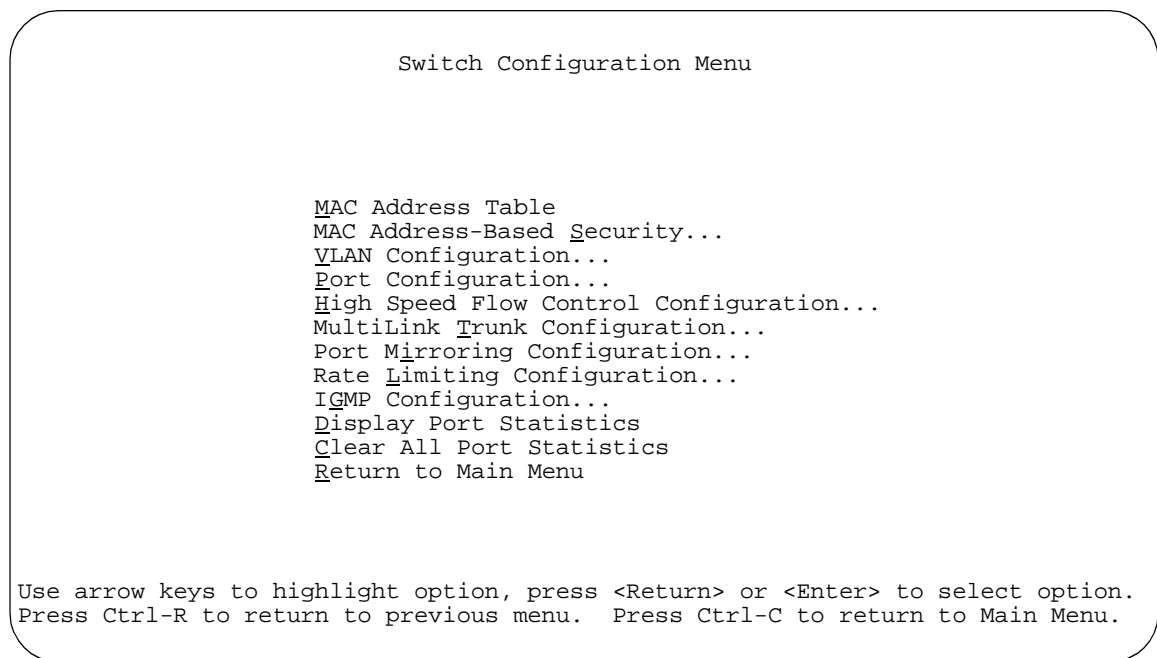 Switch Configuration Menu
MAC Address Table
MAC Address-Based Security...
VLAN Configuration...
Port Configuration...
High Speed Flow Control Configuration...
MultiLink Trunk Configuration...
Port Mirroring Configuration...
Rate Limiting Configuration...
IGMP Configuration...
Display Port Statistics
Clear All Port Statistics
Return to Main Menu
Use arrow keys to highlight option, press <Return> or <Enter> to select option.
Press Ctrl-R to return to previous menu.  Press Ctrl-C to return to Main Menu.